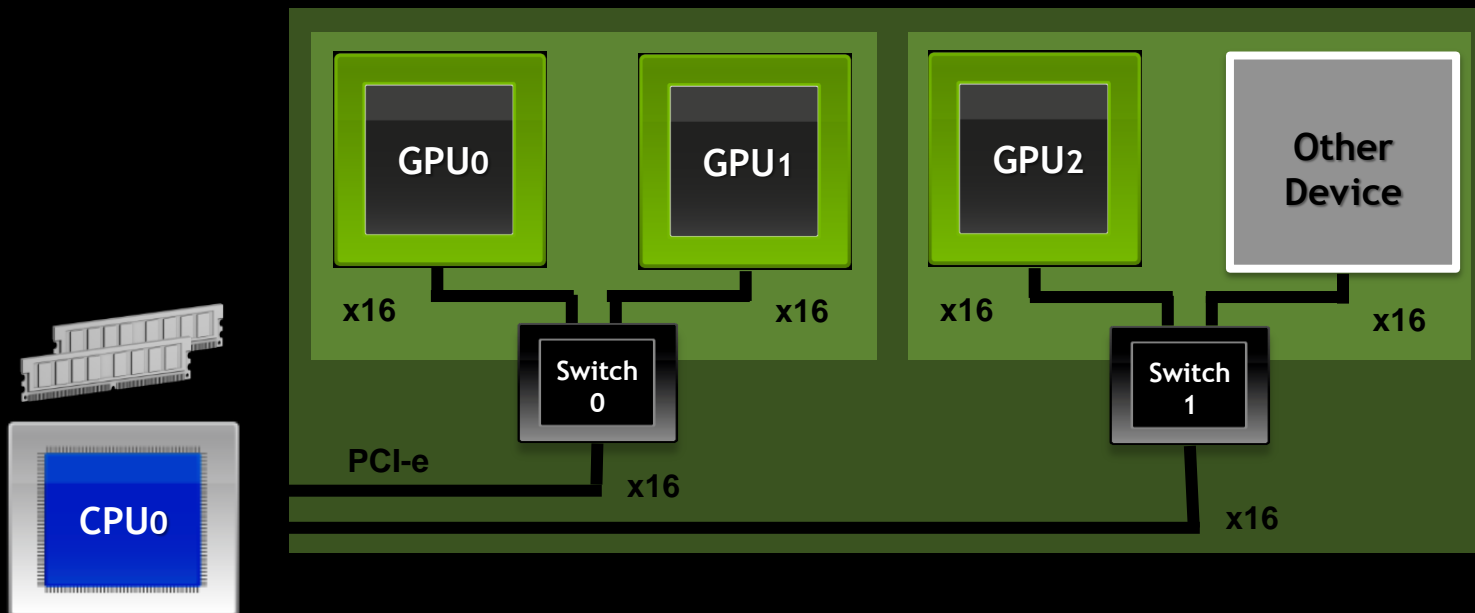 GPU0
GPU1
GPU2
Other
Device
x16
x16
x16
x16
Switch
0
Switch
1
PCI-e
x16
x16
CPU0